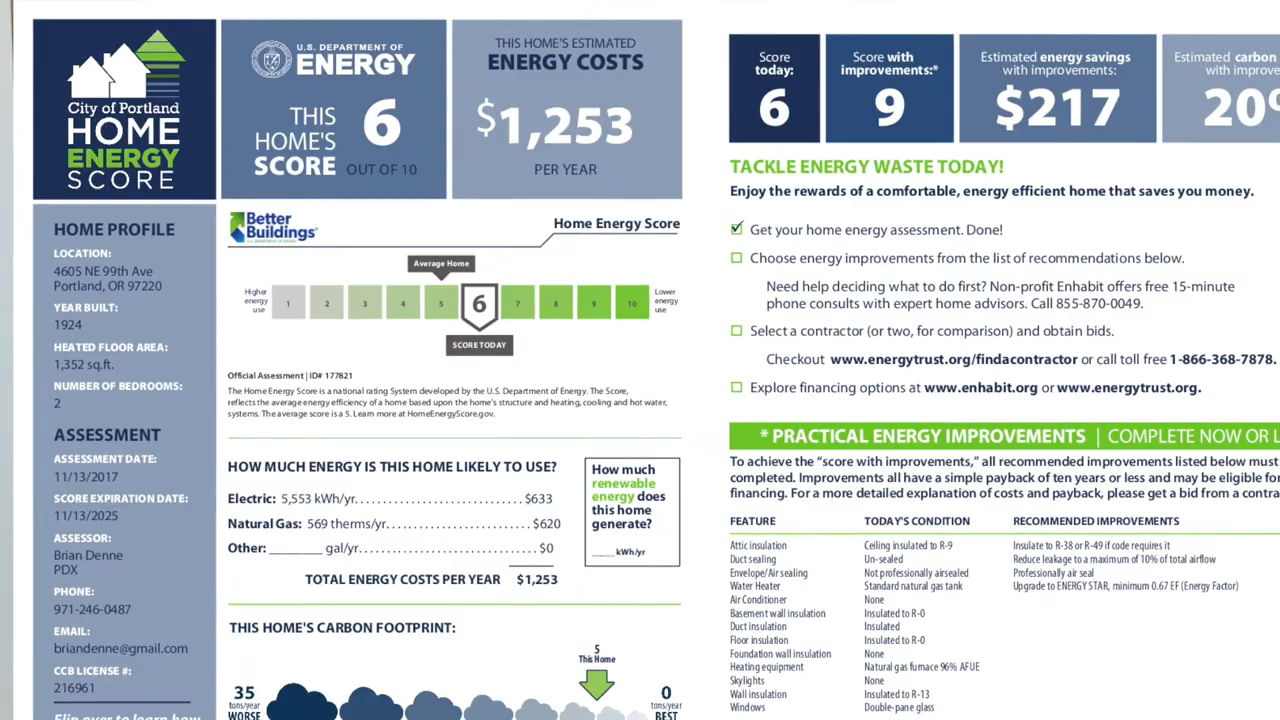 City of Portland
HOME
ENERGY
SCORE
U.S. DEPARTMENT OF
ENERGY
THIS
HOME'S
SCORE
6
OUT OF 10
THIS HOME'S ESTIMATED
ENERGY COSTS
$1,253
PER YEAR
HOME PROFILE
LOCATION:
4605 NE 99th Ave
Portland, OR 97220
YEAR BUILT:
1924
HEATED FLOOR AREA:
1,352 sq.ft.
NUMBER OF BEDROOMS:
2
ASSESSMENT
ASSESSMENT DATE:
11/13/2017
SCORE EXPIRATION DATE:
11/13/2025
ASSESSOR:
Brian Denne
PDX
PHONE:
971-246-0487
EMAIL:
briandenne@gmail.com
CCB LICENSE #:
216961
Flip over to learn how
Better
Buildings
Home Energy Score
Average Home
Higher
energy
use
1 2 3 4 5 6 7 8 9 10
Lower
energy
use
SCORE TODAY
Official Assessment | ID# 177821
The Home Energy Score is a national rating System developed by the U.S. Department of Energy. The Score,
reflects the average energy efficiency of a home based upon the home's structure and heating, cooling and hot water,
systems. The average score is a 5. Learn more at HomeEnergyScore.gov.
HOW MUCH ENERGY IS THIS HOME LIKELY TO USE?
Electric: 5,553 kWh/yr. $633
Natural Gas: 569 therms/yr. $620
Other: ________ gal/yr. $0
TOTAL ENERGY COSTS PER YEAR $1,253
How much
renewable
energy does
this home
generate?
_____ kWh/yr
THIS HOME'S CARBON FOOTPRINT:
5
This Home
35
tons/year
WORSE
0
tons/year
BEST
Score
today:
6
Score with
improvements:*
9
Estimated energy savings
with improvements:
$217
Estimated carbon
with improve
20%
TACKLE ENERGY WASTE TODAY!
Enjoy the rewards of a comfortable, energy efficient home that saves you money.
Get your home energy assessment. Done!
Choose energy improvements from the list of recommendations below.
Need help deciding what to do first? Non-profit Enhabit offers free 15-minute
phone consults with expert home advisors. Call 855-870-0049.
Select a contractor (or two, for comparison) and obtain bids.
Checkout www.energytrust.org/findacontractor or call toll free 1-866-368-7878.
Explore financing options at www.enhabit.org or www.energytrust.org.
* PRACTICAL ENERGY IMPROVEMENTS | COMPLETE NOW OR L
To achieve the “score with improvements,” all recommended improvements listed below must
completed. Improvements all have a simple payback of ten years or less and may be eligible for
financing. For a more detailed explanation of costs and payback, please get a bid from a contra
FEATURE TODAY'S CONDITION RECOMMENDED IMPROVEMENTS
Attic insulation Ceiling insulated to R-9 Insulate to R-38 or R-49 if code requires it
Duct sealing Un-sealed Reduce leakage to a maximum of 10% of total airflow
Envelope/Air sealing Not professionally airsealed Professionally air seal
Water Heater Standard natural gas tank Upgrade to ENERGY STAR, minimum 0.67 EF (Energy Factor)
Air Conditioner None
Basement wall insulation Insulated to R-0
Duct insulation Insulated
Floor insulation Insulated to R-0
Foundation wall insulation None
Heating equipment Natural gas furnace 96% AFUE
Skylights None
Wall insulation Insulated to R-13
Windows Double-pane glass